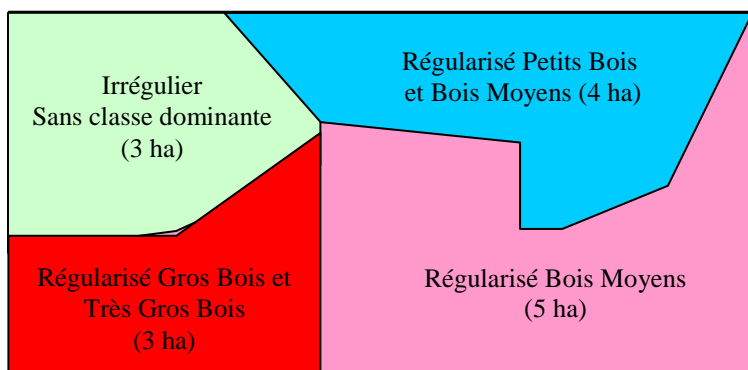 Irrégulier
Sans classe dominante
(3 ha)
Régularisé Petits Bois
et Bois Moyens (4 ha)
Régularisé Gros Bois et
Très Gros Bois
(3 ha)
Régularisé Bois Moyens
(5 ha)